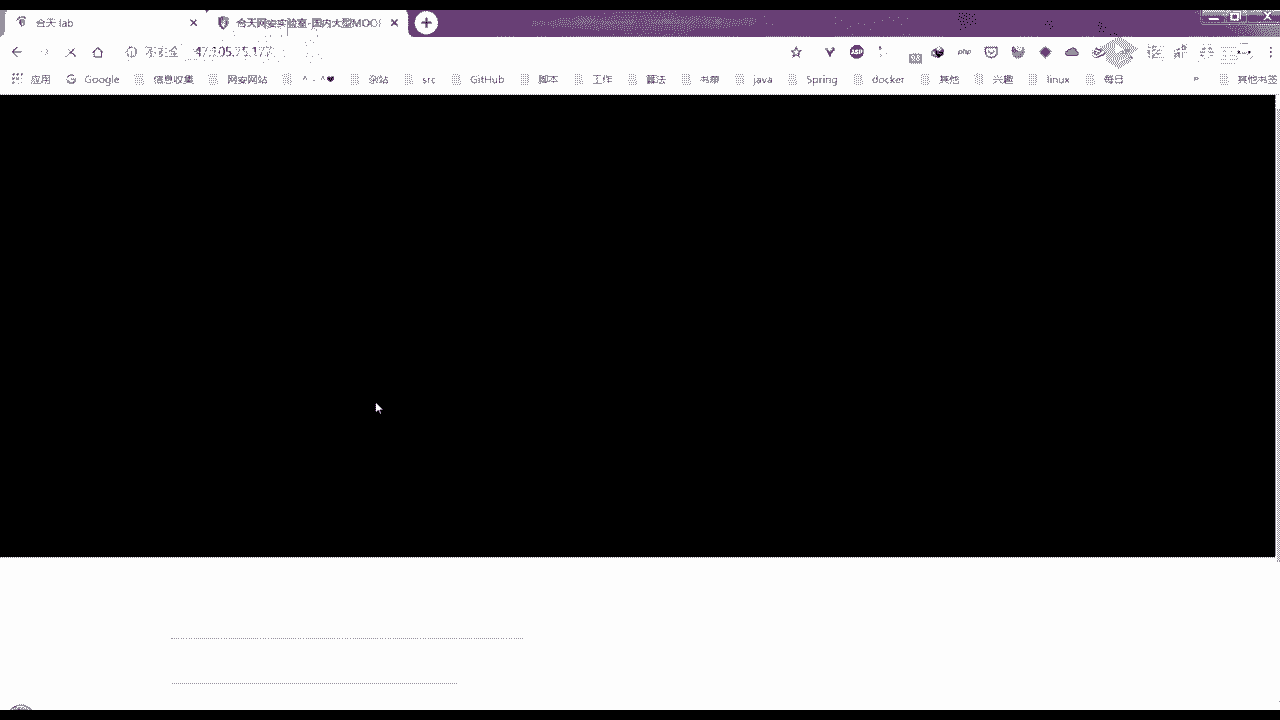 合天 lab
合天网安实验室-国内大型MOO
不安全 47.105.75.177
应用 Google 信息收集 网安网站 ^ - ^❤ 杂站 src GitHub 脚本 工作 算法 书籍 java Spring docker 其他 兴趣 linux 每日 » 其他书签